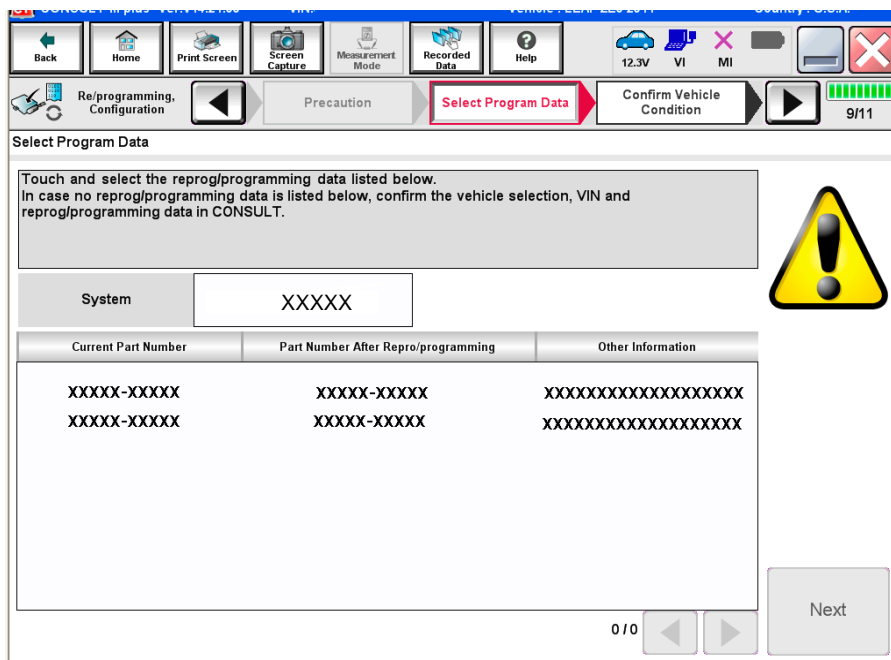 Back
Home
Print Screen
Screen
Capture
Measurement
Mode
Recorded
Data
Help
12.3V
VI
MI
Re/programming,
Configuration
Precaution
Select Program Data
Confirm Vehicle
Condition
9/11
Select Program Data
Touch and select the reprog/programming data listed below.
In case no reprog/programming data is listed below, confirm the vehicle selection, VIN and
reprog/programming data in CONSULT.
System
XXXXX
Current Part Number
Part Number After Repro/programming
Other Information
XXXXX-XXXXX XXXXX-XXXXX XXXXXXXXXXXXXXXXXXX
XXXXX-XXXXX XXXXX-XXXXX XXXXXXXXXXXXXXXXXXX
0/0
Next